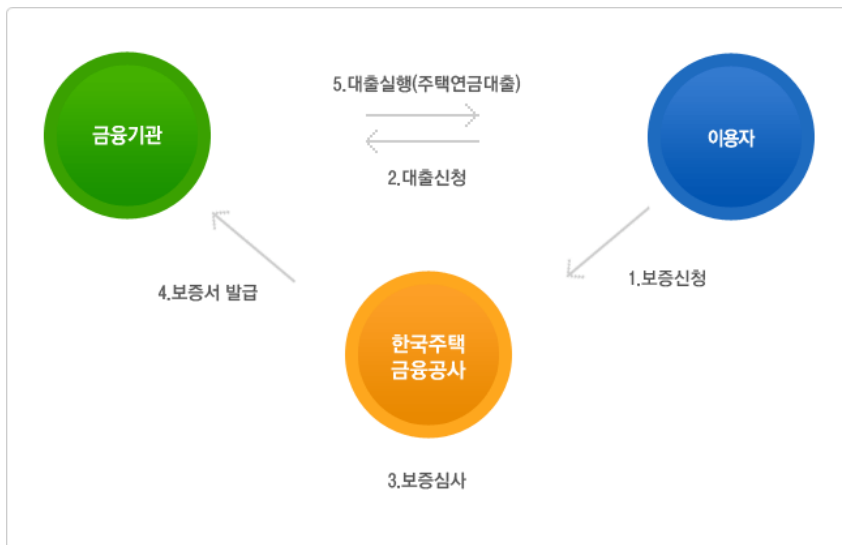 5.대출실행(주택연금대출)
금융기관
이용자
2.대출신청
4.보증서 발급
1.보증신청
한국주택
금융공사
3.보증심사